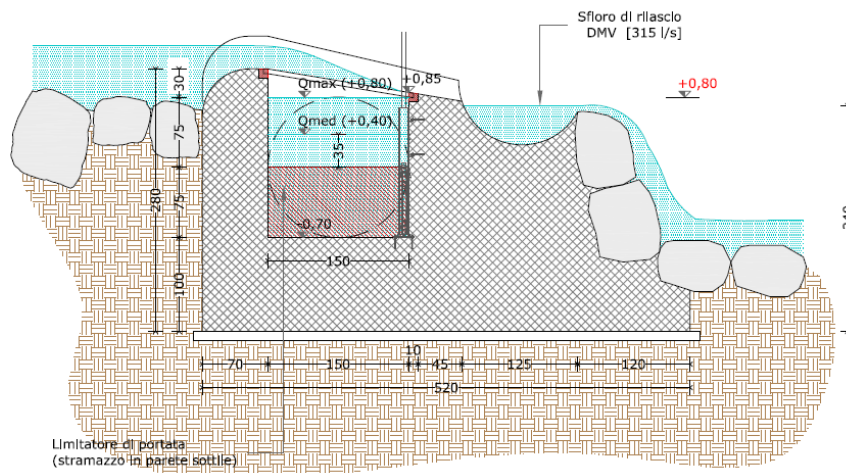 Sfloro di rilascio
DMV [315 l/s]
+0,85
+0,80
Qmax (+0,80)
Qmed (+0,40)
30
75
35
280
75
-0,70
150
100
10
70
150
45
125
120
520
Limitatore di portata
(stramazzo in parete sottile)